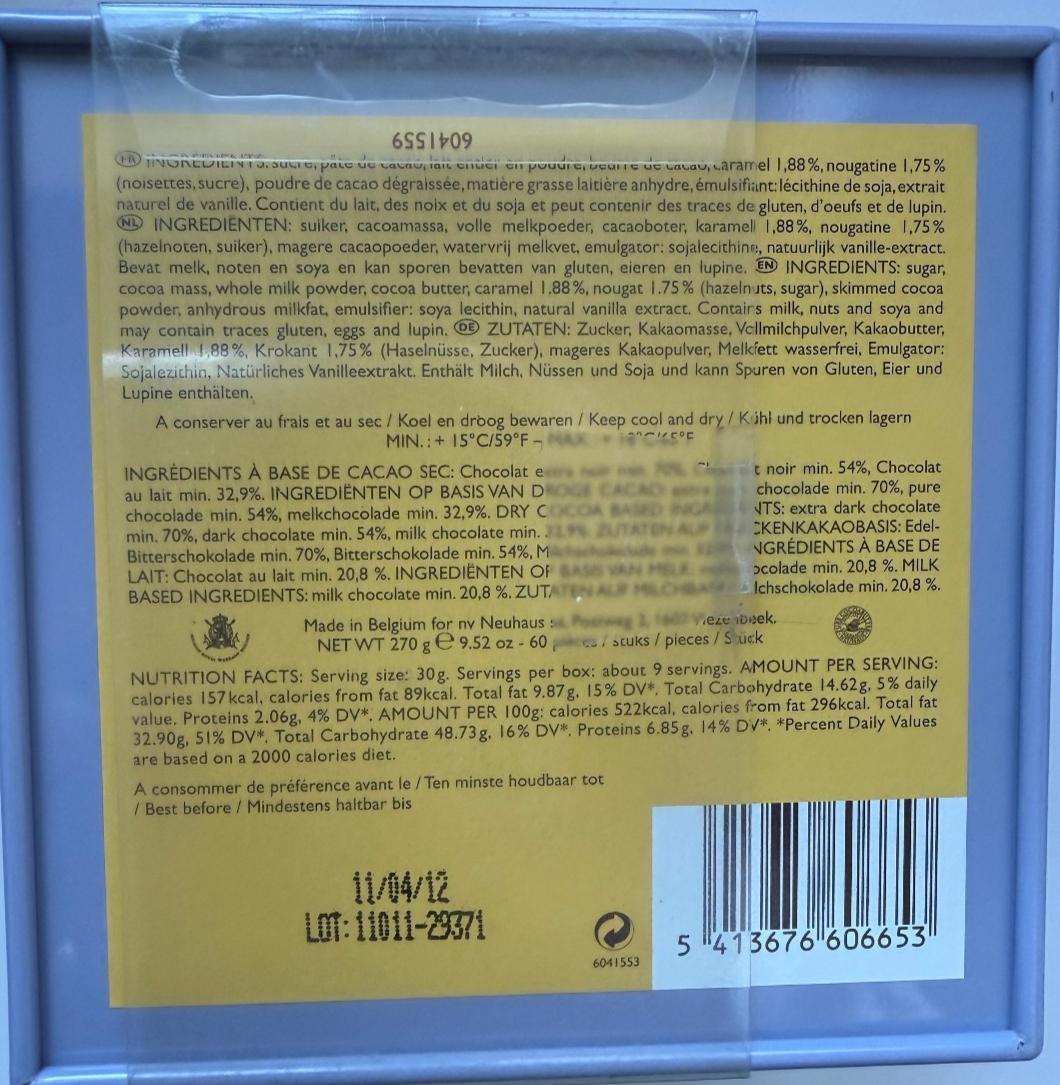 6041559
FR INGRÉDIENTS: sucre, pâte de cacao, lait entier en poudre, beurre de cacao, caramel 1,88%, nougatine 1,75%
(noisettes, sucre), poudre de cacao dégraissée, matière grasse laitière anhydre, émulsifiant: lécithine de soja, extrait
naturel de vanille. Contient du lait, des noix et du soja et peut contenir des traces de gluten, d'oeufs et de lupin.
NL INGREDIËNTEN: suiker, cacaomassa, volle melkpoeder, cacaoboter, karamell 1,88%, nougatine 1,75%
(hazelnoten, suiker), magere cacaopoeder, watervrij melkvet, emulgator: sojalecithine, natuurlijk vanille-extract.
Bevat melk, noten en soya en kan sporen bevatten van gluten, eieren en lupine. EN INGREDIENTS: sugar,
cocoa mass, whole milk powder, cocoa butter, caramel 1.88%, nougat 1.75% (hazelnuts, sugar), skimmed cocoa
powder, anhydrous milkfat, emulsifier: soya lecithin, natural vanilla extract. Contains milk, nuts and soya and
may contain traces gluten, eggs and lupin. DE ZUTATEN: Zucker, Kakaomasse, Vollmilchpulver, Kakaobutter,
Karamell 1,88%, Krokant 1,75% (Haselnüsse, Zucker), mageres Kakaopulver, Melkfett wasserfrei, Emulgator:
Sojalezithin, Natürliches Vanilleextrakt. Enthält Milch, Nüssen und Soja und kann Spuren von Gluten, Eier und
Lupine enthälten.
A conserver au frais et au sec / Koel en droog bewaren / Keep cool and dry / Kühl und trocken lagern
MIN.: + 15°C/59°F –
INGRÉDIENTS À BASE DE CACAO SEC: Chocolat noir min. 54%, Chocolat
au lait min. 32,9%. INGREDIËNTEN OP BASIS VAN chocolade min. 70%, pure
chocolade min. 54%, melkchocolade min. 32,9%. DRY COCOA BASED INGREDIENTS: extra dark chocolate
min. 70%, dark chocolate min. 54%, milk chocolate min. Edel-
Bitterschokolade min. 70%, Bitterschokolade min. 54%, INGRÉDIENTS À BASE DE
LAIT: Chocolat au lait min. 20,8 %. INGREDIËNTEN OP BASIS VAN min. 20,8 %. MILK
BASED INGREDIENTS: milk chocolate min. 20,8 %. min. 20,8 %.
Made in Belgium for nv Neuhaus
NET WT 270 g e 9.52 oz - 60 / stuks / pieces / Stück
NUTRITION FACTS: Serving size: 30g. Servings per box: about 9 servings. AMOUNT PER SERVING:
calories 157kcal, calories from fat 89kcal. Total fat 9.87g, 15% DV*, Total Carbohydrate 14.62g, 5% daily
value. Proteins 2.06g, 4% DV*. AMOUNT PER 100g: calories 522kcal, calories from fat 296kcal. Total fat
32.90g, 51% DV*. Total Carbohydrate 48.73g, 16% DV*. Proteins 6.85g, 14% DV*. *Percent Daily Values
are based on a 2000 calories diet.
A consommer de préférence avant le / Ten minste houdbaar tot
/ Best before / Mindestens haltbar bis
11/04/12
LOT: 11011-29371
6041553
5 413676 606653